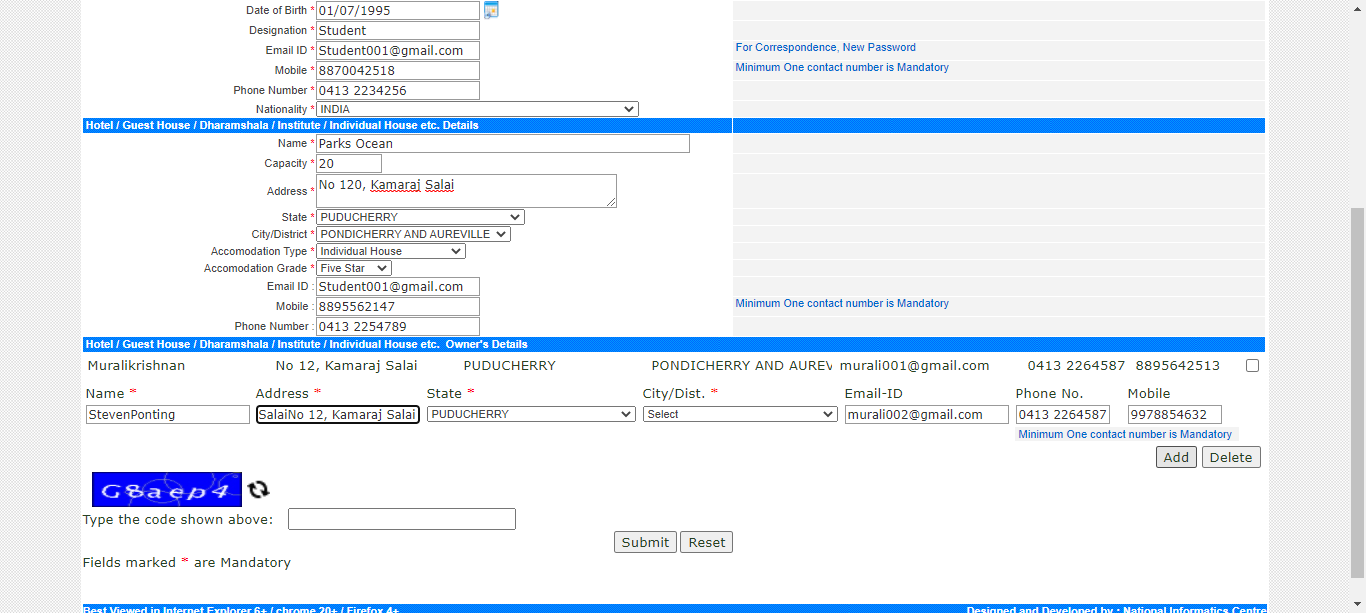 Date of Birth * 01/07/1995
Designation * Student
Email ID * Student001@gmail.com For Correspondence, New Password
Mobile * 8870042518 Minimum One contact number is Mandatory
Phone Number * 0413 2234256
Nationality * INDIA
Hotel / Guest House / Dharamshala / Institute / Individual House etc. Details
Name * Parks Ocean
Capacity * 20
Address * No 120, Kamaraj Salai
State * PUDUCHERRY
City/District * PONDICHERRY AND AUREVILLE
Accomodation Type * Individual House
Accomodation Grade * Five Star
Email ID : Student001@gmail.com
Mobile : 8895562147 Minimum One contact number is Mandatory
Phone Number : 0413 2254789
Hotel / Guest House / Dharamshala / Institute / Individual House etc. Owner's Details
Muralikrishnan No 12, Kamaraj Salai PUDUCHERRY PONDICHERRY AND AUREV murali001@gmail.com 0413 2264587 8895642513
Name * Address * State * City/Dist. * Email-ID Phone No. Mobile
StevenPonting SalaiNo 12, Kamaraj Salai PUDUCHERRY Select murali002@gmail.com 0413 2264587 9978854632
Minimum One contact number is Mandatory
Add Delete
G8aep4
Type the code shown above:
Submit Reset
Fields marked * are Mandatory
Best Viewed in Internet Explorer 6+ / chrome 20+ / Firefox 4+ Designed and Developed by : National Informatics Centre